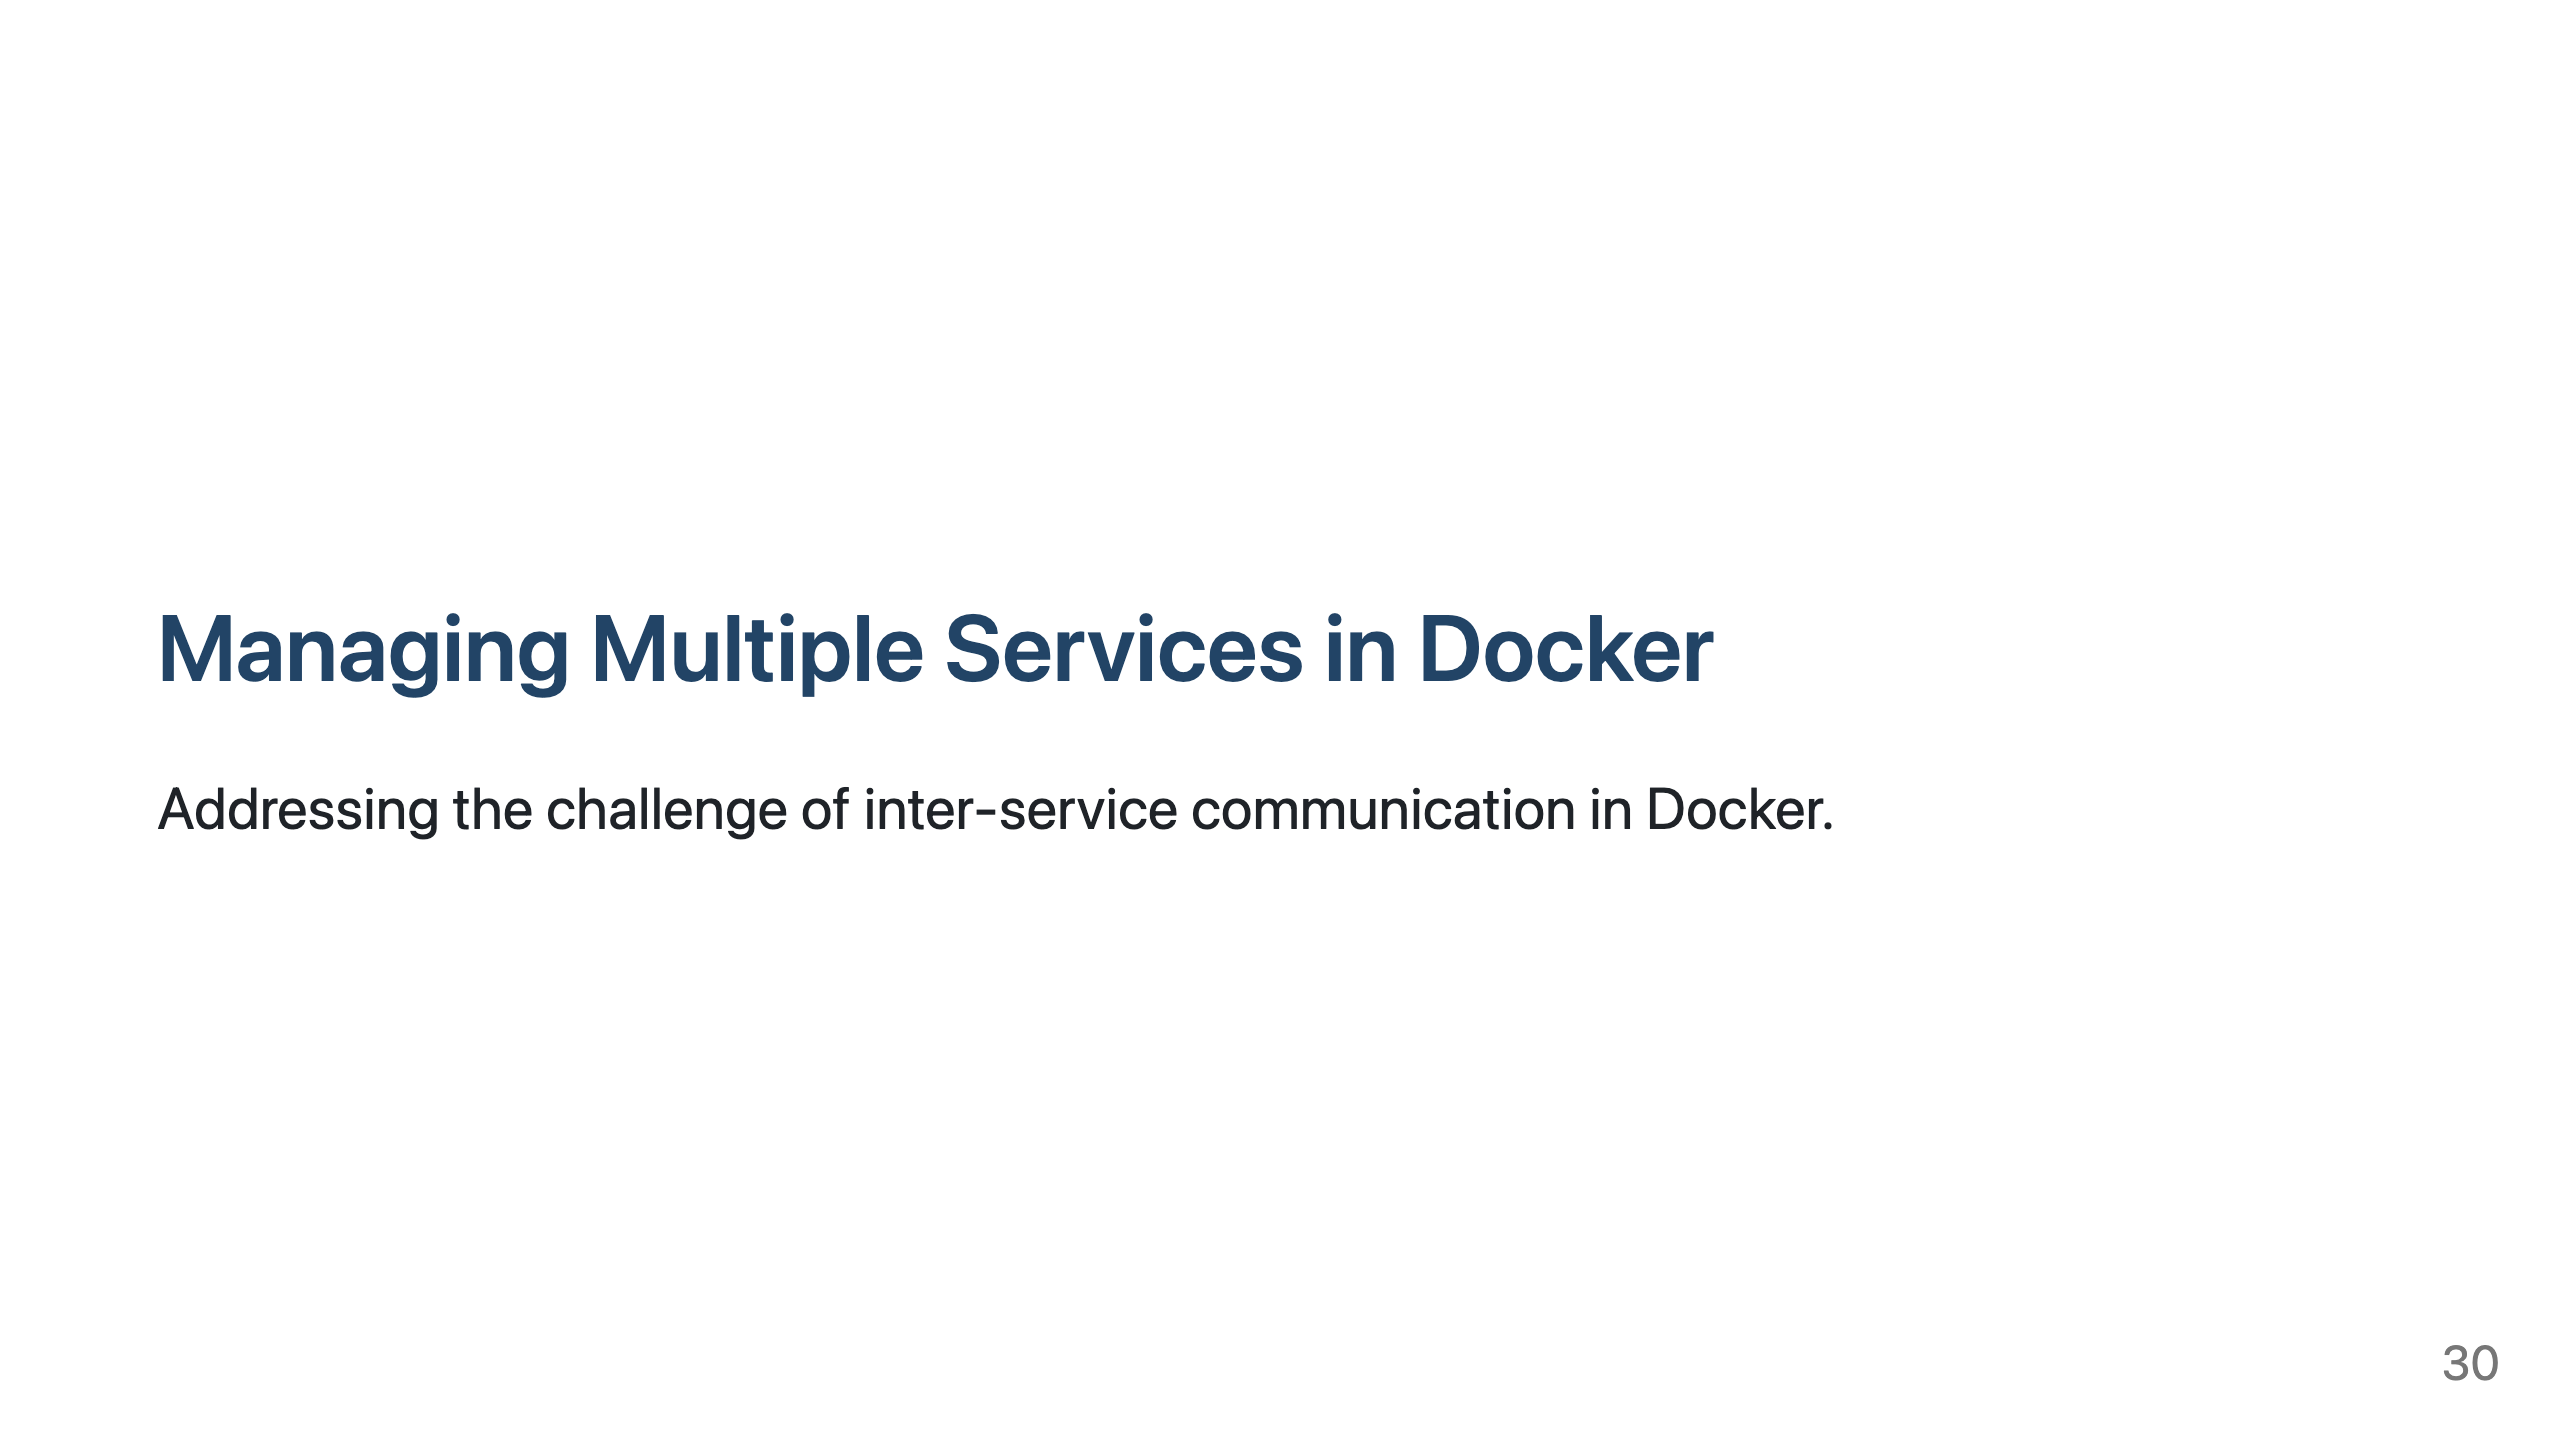 Managing Multiple Services in Docker
Addressing the challenge of inter-service communication in Docker.
30